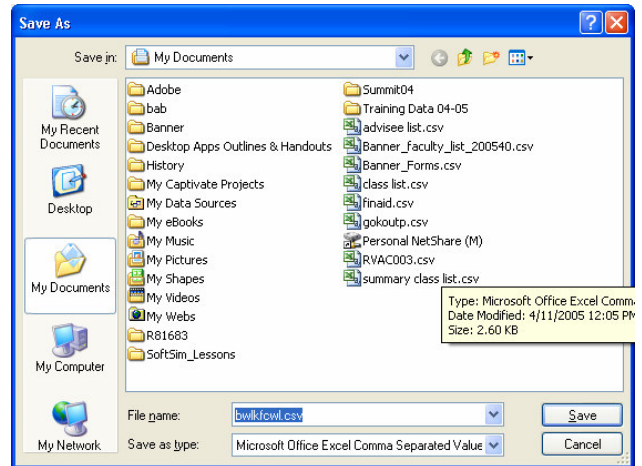 Save As
Save in:
My Documents
My Recent
Documents
Desktop
My Documents
My Computer
My Network
Adobe
bab
Banner
Desktop Apps Outlines & Handouts
History
My Captivate Projects
My Data Sources
My eBooks
My Music
My Pictures
My Shapes
My Videos
My Webs
R81683
SoftSim_Lessons
Summit04
Training Data 04-05
advisee list.csv
Banner_faculty_list_200540.csv
Banner_Forms.csv
class list.csv
finaid.csv
gokoutp.csv
Personal NetShare (M)
RVAC003.csv
summary class list.csv
Type: Microsoft Office Excel Comma
Date Modified: 4/11/2005 12:05 PM
Size: 2.60 KB
File name:
bwlkfcwl.csv
Save
Save as type:
Microsoft Office Excel Comma Separated Value
Cancel